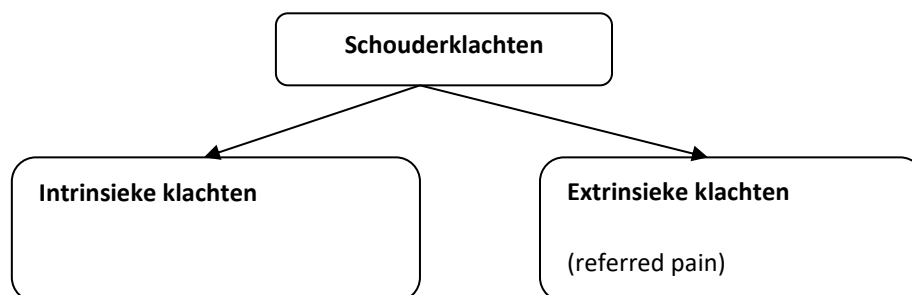 Schouderklachten
Intrinsieke klachten
Extrinsieke klachten
(referred pain)